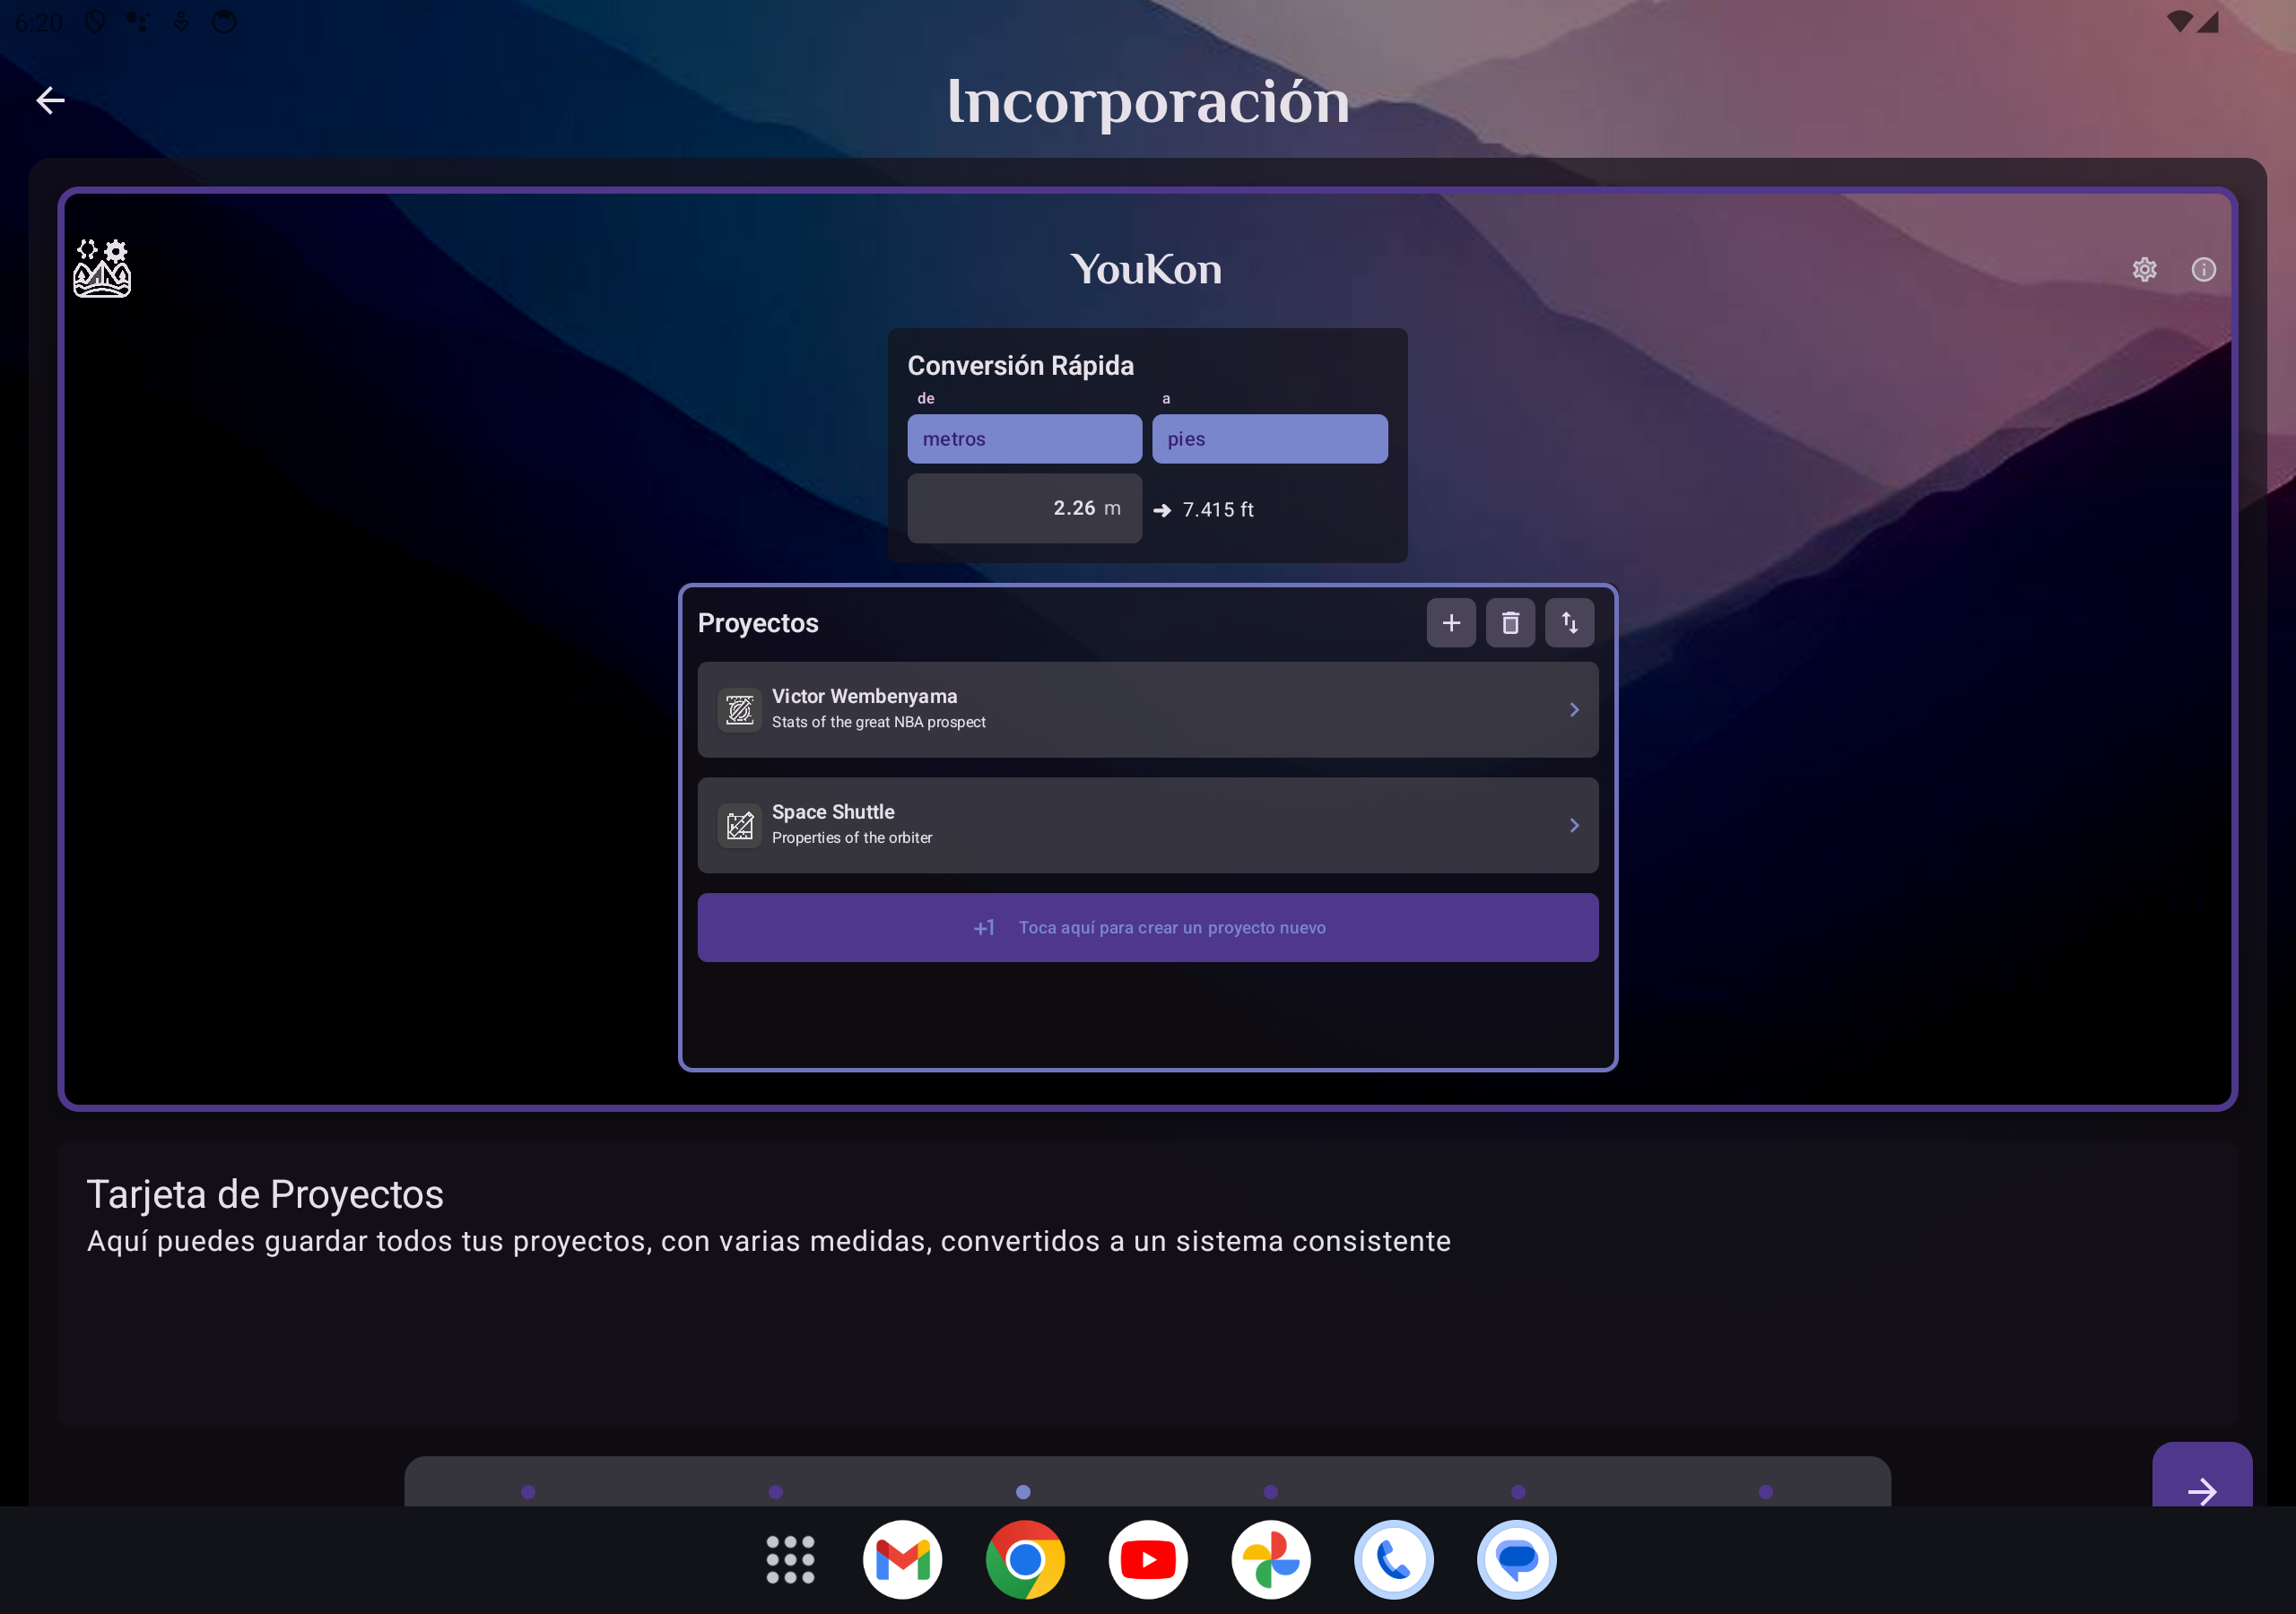 6:20
Incorporación
YouKon
Conversión Rápida
de a
metros pies
2.26 m 7.415 ft
Proyectos
Victor Wembenyama
Stats of the great NBA prospect
Space Shuttle
Properties of the orbiter
+1 Toca aquí para crear un proyecto nuevo
Tarjeta de Proyectos
Aquí puedes guardar todos tus proyectos, con varias medidas, convertidos a un sistema consistente